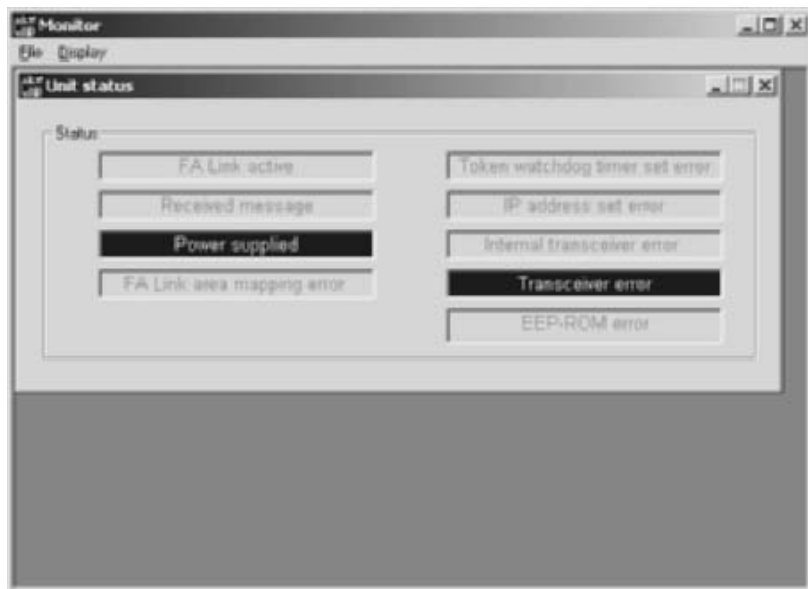 Monitor
File Display
Unit status
Status
FA Link active
Received message
Power supplied
FA Link area mapping error
Token watchdog timer set error
IP address set error
Internal transceiver error
Transceiver error
EEP-ROM error